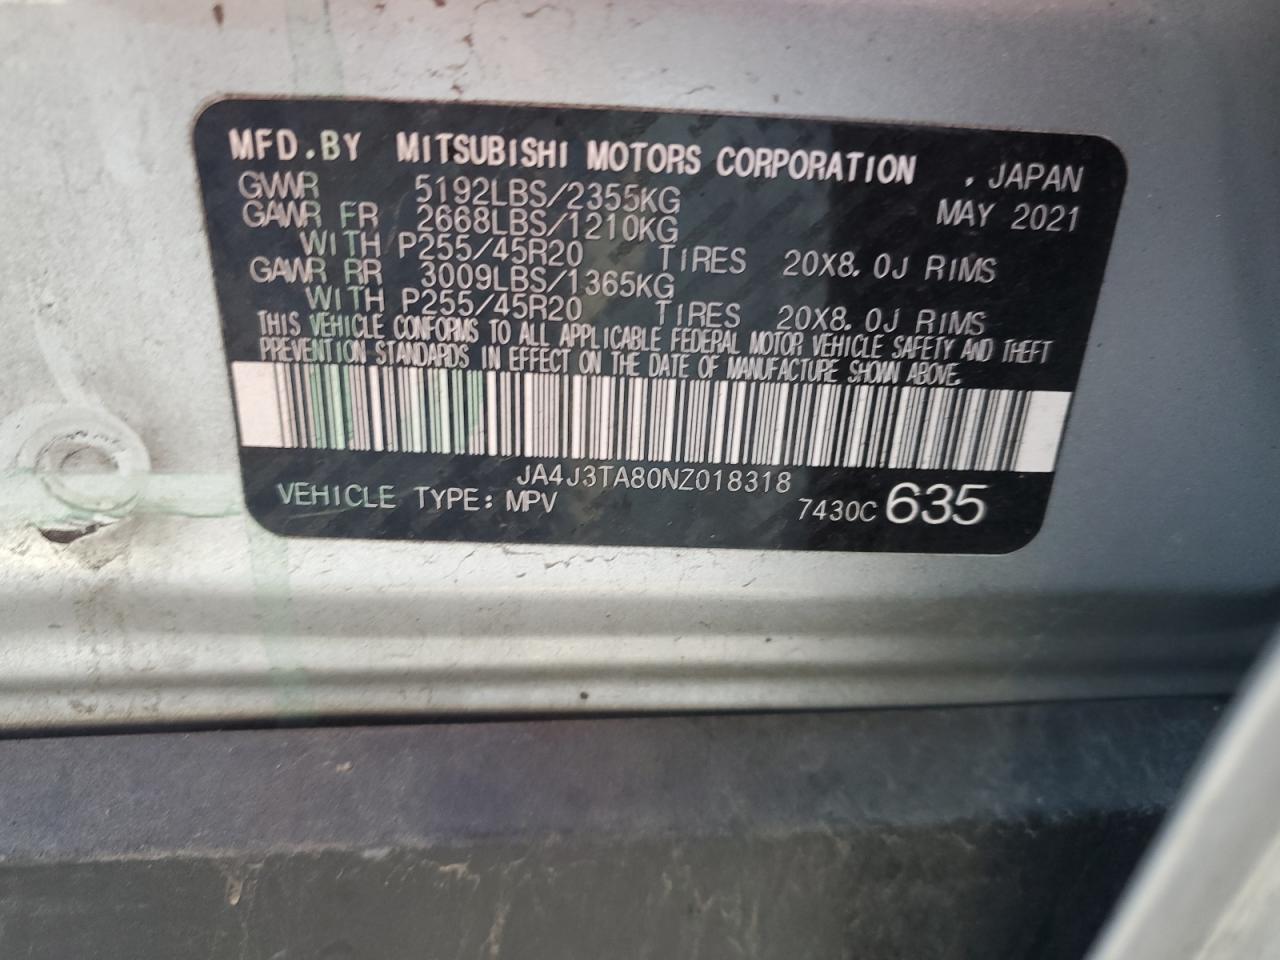 MFD.BY MITSUBISHI MOTORS CORPORATION , JAPAN
GVWR 5192LBS/2355KG MAY 2021
GAWR FR 2668LBS/1210KG
WITH P255/45R20 TIRES 20X8.0J RIMS
GAWR RR 3009LBS/1365KG
WITH P255/45R20 TIRES 20X8.0J RIMS
THIS VEHICLE CONFORMS TO ALL APPLICABLE FEDERAL MOTOR VEHICLE SAFETY AND THEFT
PREVENTION STANDARDS IN EFFECT ON THE DATE OF MANUFACTURE SHOWN ABOVE.
JA4J3TA80NZ018318
VEHICLE TYPE: MPV 7430C 635